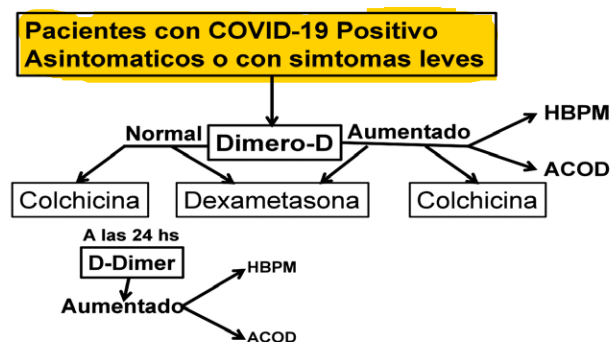 Pacientes con COVID-19 Positivo
Asintomaticos o con simtomas leves
Normal
Dimero-D
Aumentado
HBPM
ACOD
Colchicina
Dexametasona
Colchicina
A las 24 hs
D-Dimer
Aumentado
HBPM
ACOD